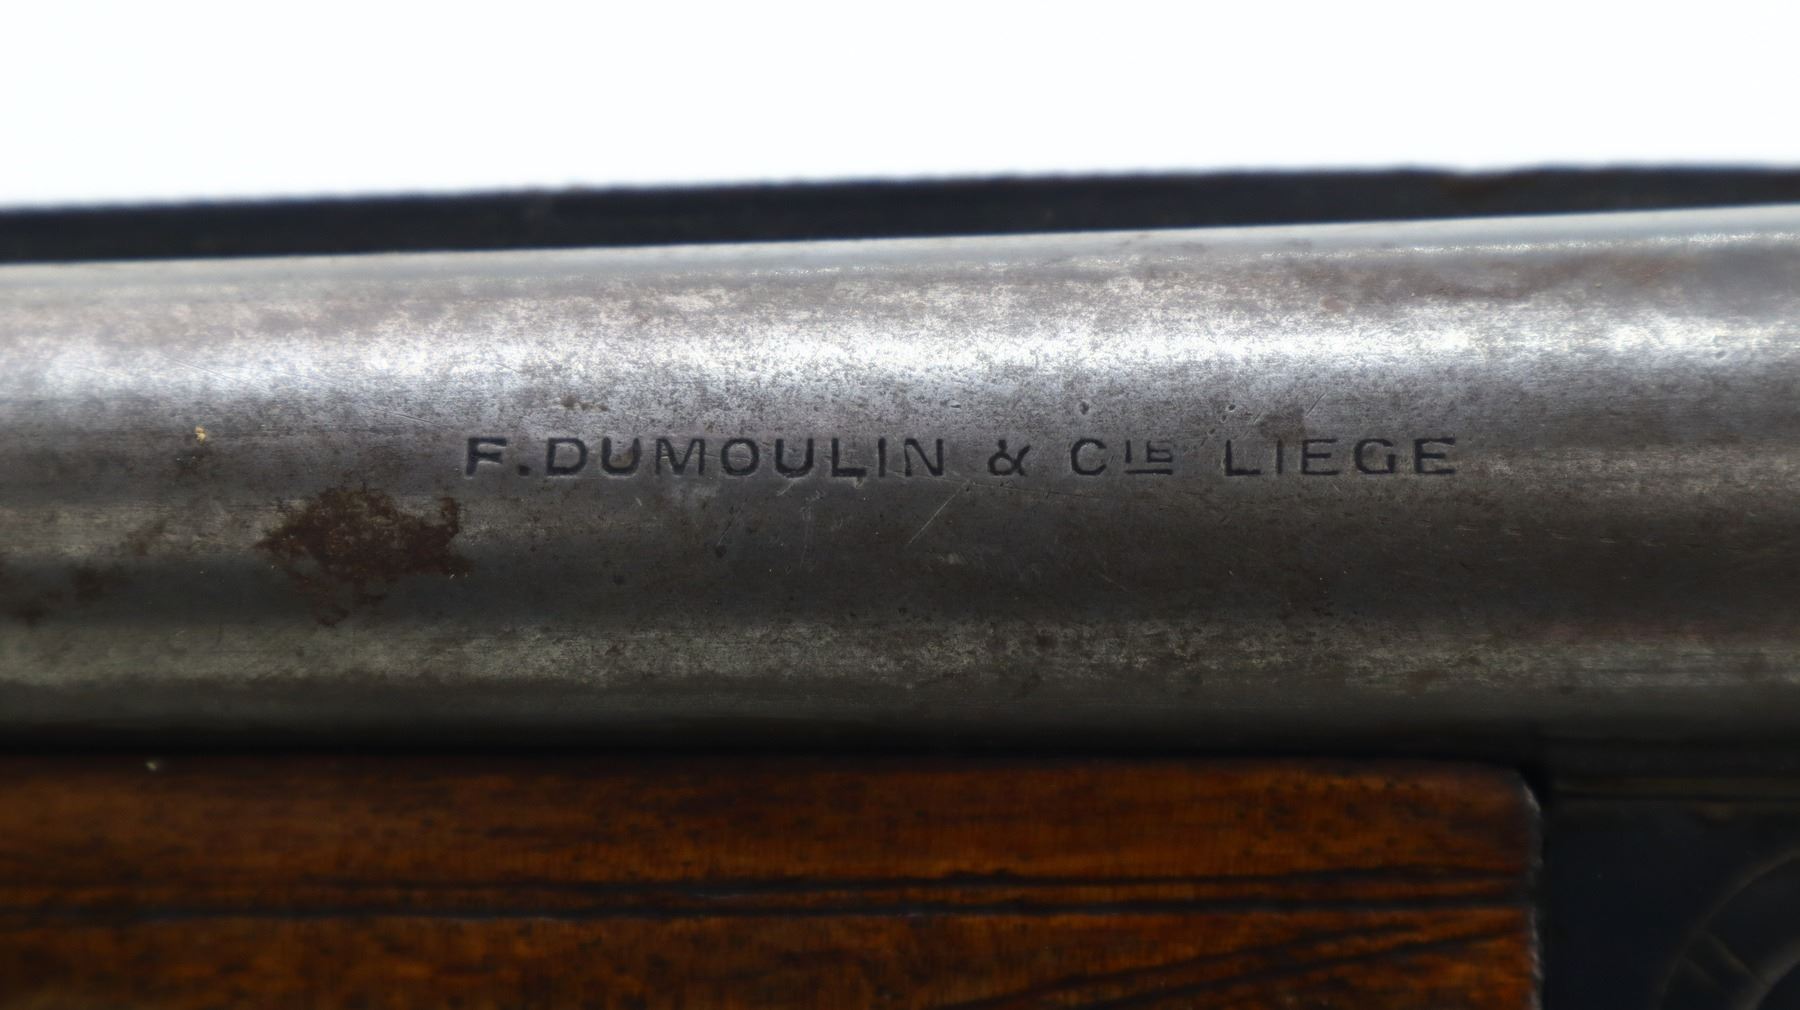 F. DUMOULIN & CIE LIEGE